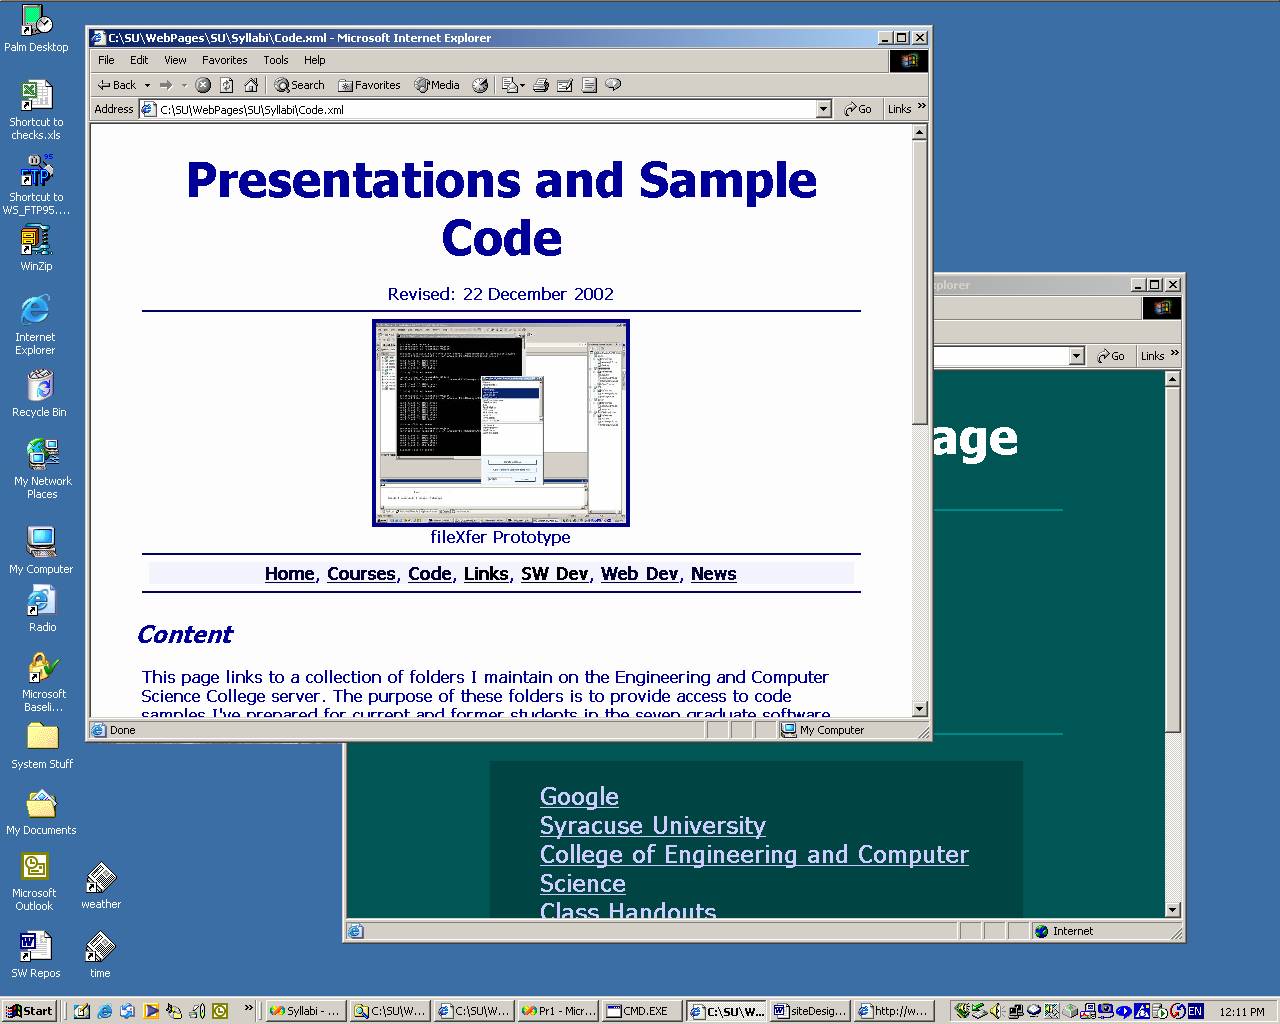 Palm Desktop
Shortcut to
checks.xls
Shortcut to
WS_FTP95....
WinZip
Internet
Explorer
Recycle Bin
My Network
Places
My Computer
Radio
Microsoft
Baseli...
System Stuff
My Documents
Microsoft
Outlook
weather
SW Repos
time
C:\SU\WebPages\SU\Syllabi\Code.xml - Microsoft Internet Explorer
File Edit View Favorites Tools Help
Back Search Favorites Media
Address C:\SU\WebPages\SU\Syllabi\Code.xml Go Links »
Presentations and Sample
Code
Revised: 22 December 2002
fileXfer Prototype
Home, Courses, Code, Links, SW Dev, Web Dev, News
Content
This page links to a collection of folders I maintain on the Engineering and Computer
Science College server. The purpose of these folders is to provide access to code
samples I've prepared for current and former students in the seven graduate software
Done My Computer
plorer
Go Links »
age
Google
Syracuse University
College of Engineering and Computer
Science
Class Handouts
Internet
Start » Syllabi - ... C:\SU\W... C:\SU\W... Pr1 - Micr... CMD.EXE C:\SU\W... siteDesig... http://w... EN 12:11 PM